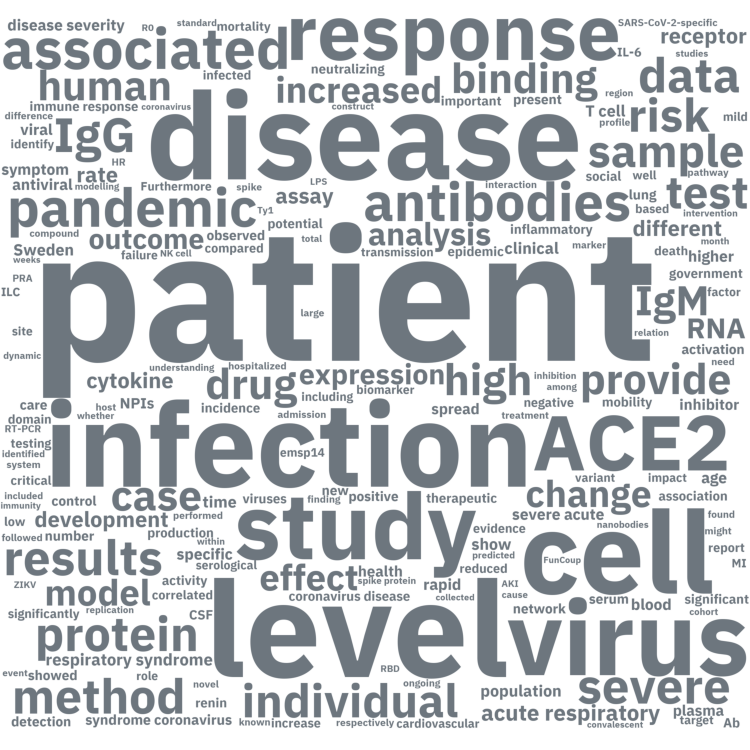 disease severity
R0
standard
mortality
response
SARS-CoV-2-specific
receptor
associated
IL-6
studies
human
infected
neutralizing
binding
data
increased
important
present
region
immune response
coronavirus
construct
T cell
profile
risk
mild
difference
viral
identify
IgG
disease
sample
HR
symptom
rate
antiviral
modelling
Furthermore
spike
LPS
assay
interaction
social
well
pathway
test
pandemic
Ty1
antibodies
lung
based
intervention
compound
potential
total
analysis
inflammatory
different
month
outcome
observed
compared
Sweden
weeks
failure
NK cell
transmission
epidemic
clinical
marker
death
higher
government
PRA
ILC
patient
IgM
factor
large
site
relation
RNA
dynamic
activation
need
understanding
hospitalized
cytokine
drug
expression
high
inhibition
among
provide
including
biomarker
care
host
NPIs
whether
incidence
admission
spread
negative
treatment
mobility
inhibitor
domain
RT-PCR
testing
identified
system
infection
emsp14
ACE2
critical
variant
impact
age
included
immunity
control
case
time
viruses
new
finding
positive
therapeutic
change
association
low
development
performed
study
severe acute
nanobodies
found
might
followed
number
production
within
evidence
show
predicted
cell
report
results
specific
serological
FunCoup
MI
ZIKV
model
activity
correlated
effect
health
spike protein
rapid
reduced
AKI
cause
coronavirus disease
collected
network
serum
blood
significant
cohort
significantly
replication
CSF
level
virus
protein
respiratory syndrome
RBD
event
showed
role
ongoing
population
severe
method
novel
renin
individual
acute respiratory
plasma
detection
syndrome coronavirus
known
increase
respectively
cardiovascular
convalescent
target
Ab